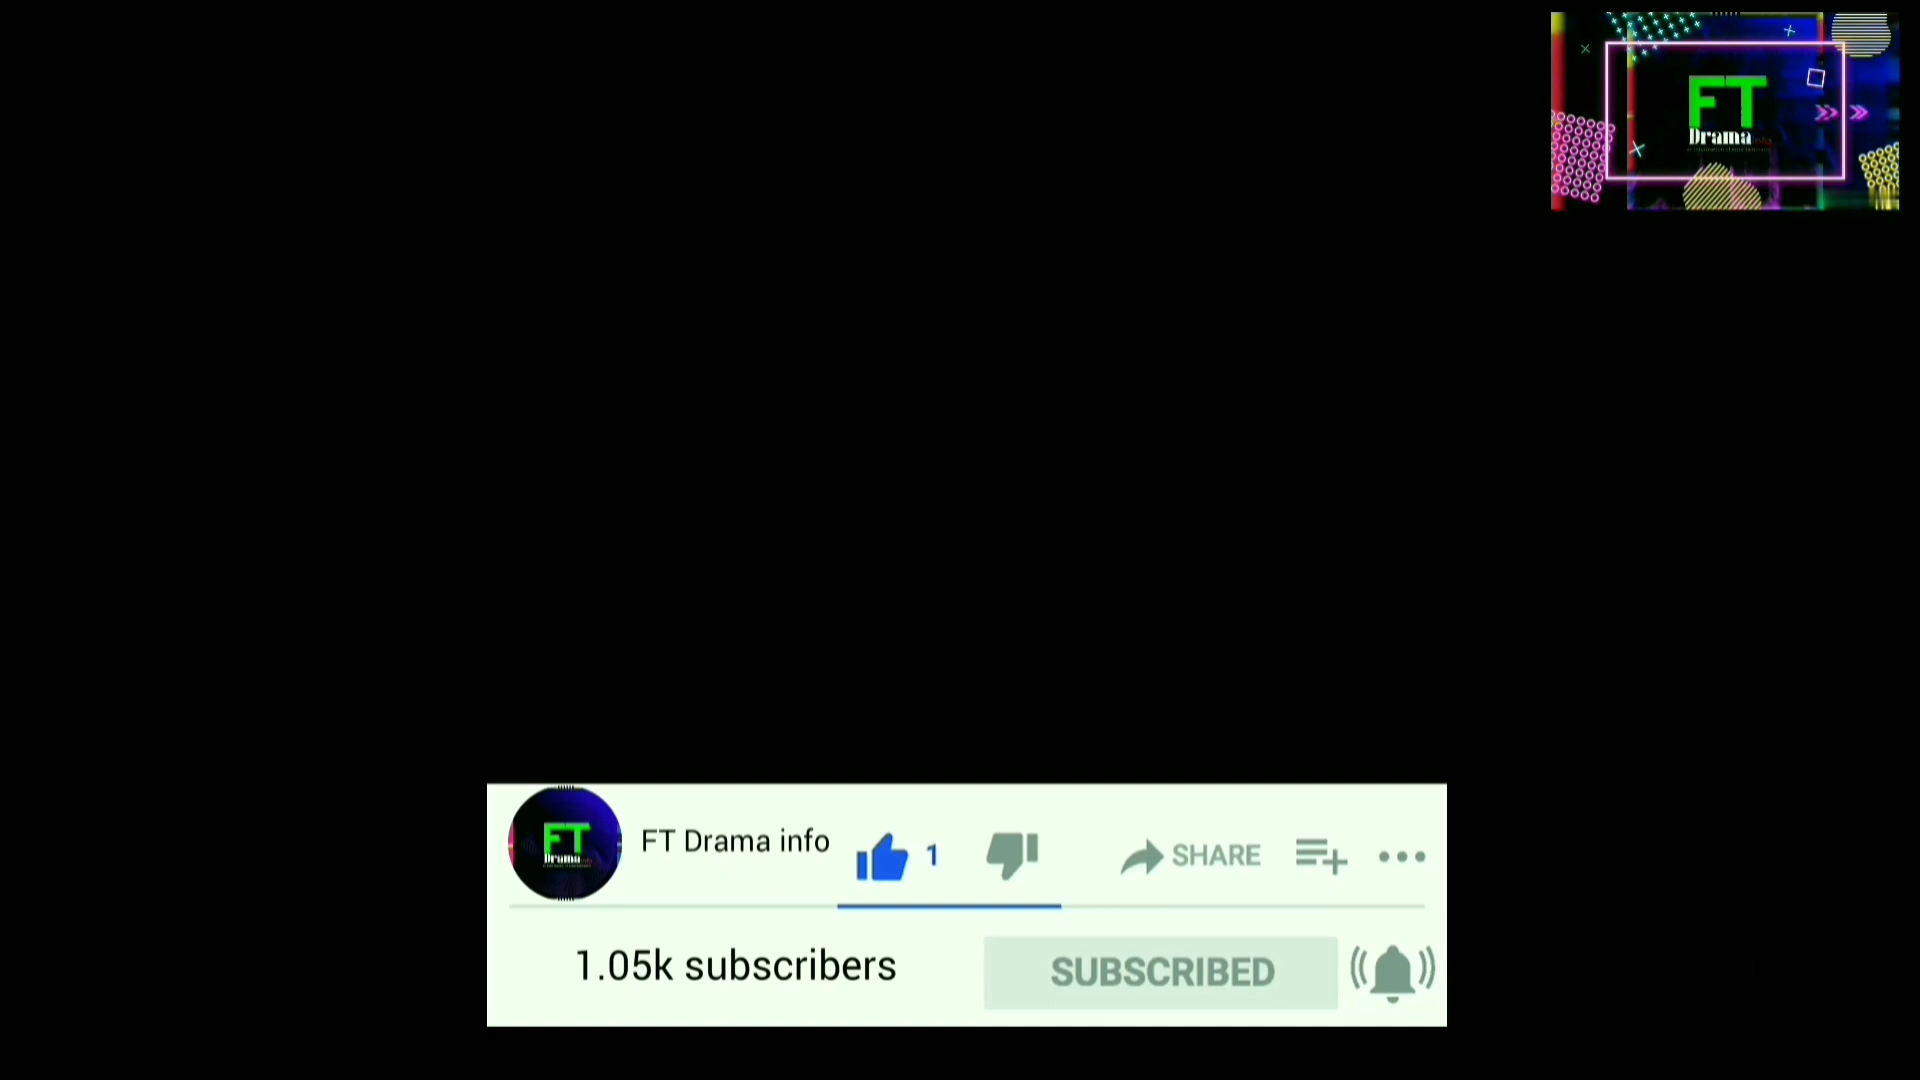 FT
Drama
FT
Drama
FT Drama info
1
SHARE
1.05k subscribers
SUBSCRIBED